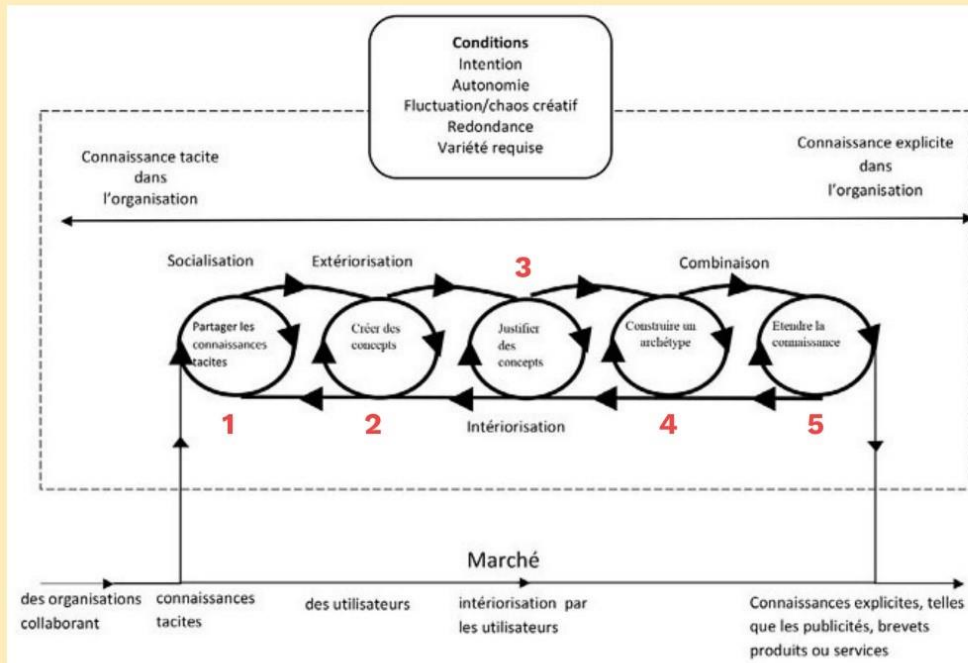 Conditions
Intention
Autonomie
Fluctuation/chaos créatif
Redondance
Variété requise
Connaissance tacite
dans
l'organisation
Connaissance explicite
dans
l'organisation
Socialisation
Extériorisation
3
Combinaison
Partager les
connaissances
tacites
Créer des
concepts
Justifier
des
concepts
Construire un
archétype
Etendre la
connaissance
1
2
Intériorisation
4
5
Marché
des organisations
collaborant
connaissances
tacites
des utilisateurs
intériorisation par
les utilisateurs
Connaissances explicites, telles
que les publicités, brevets
produits ou services